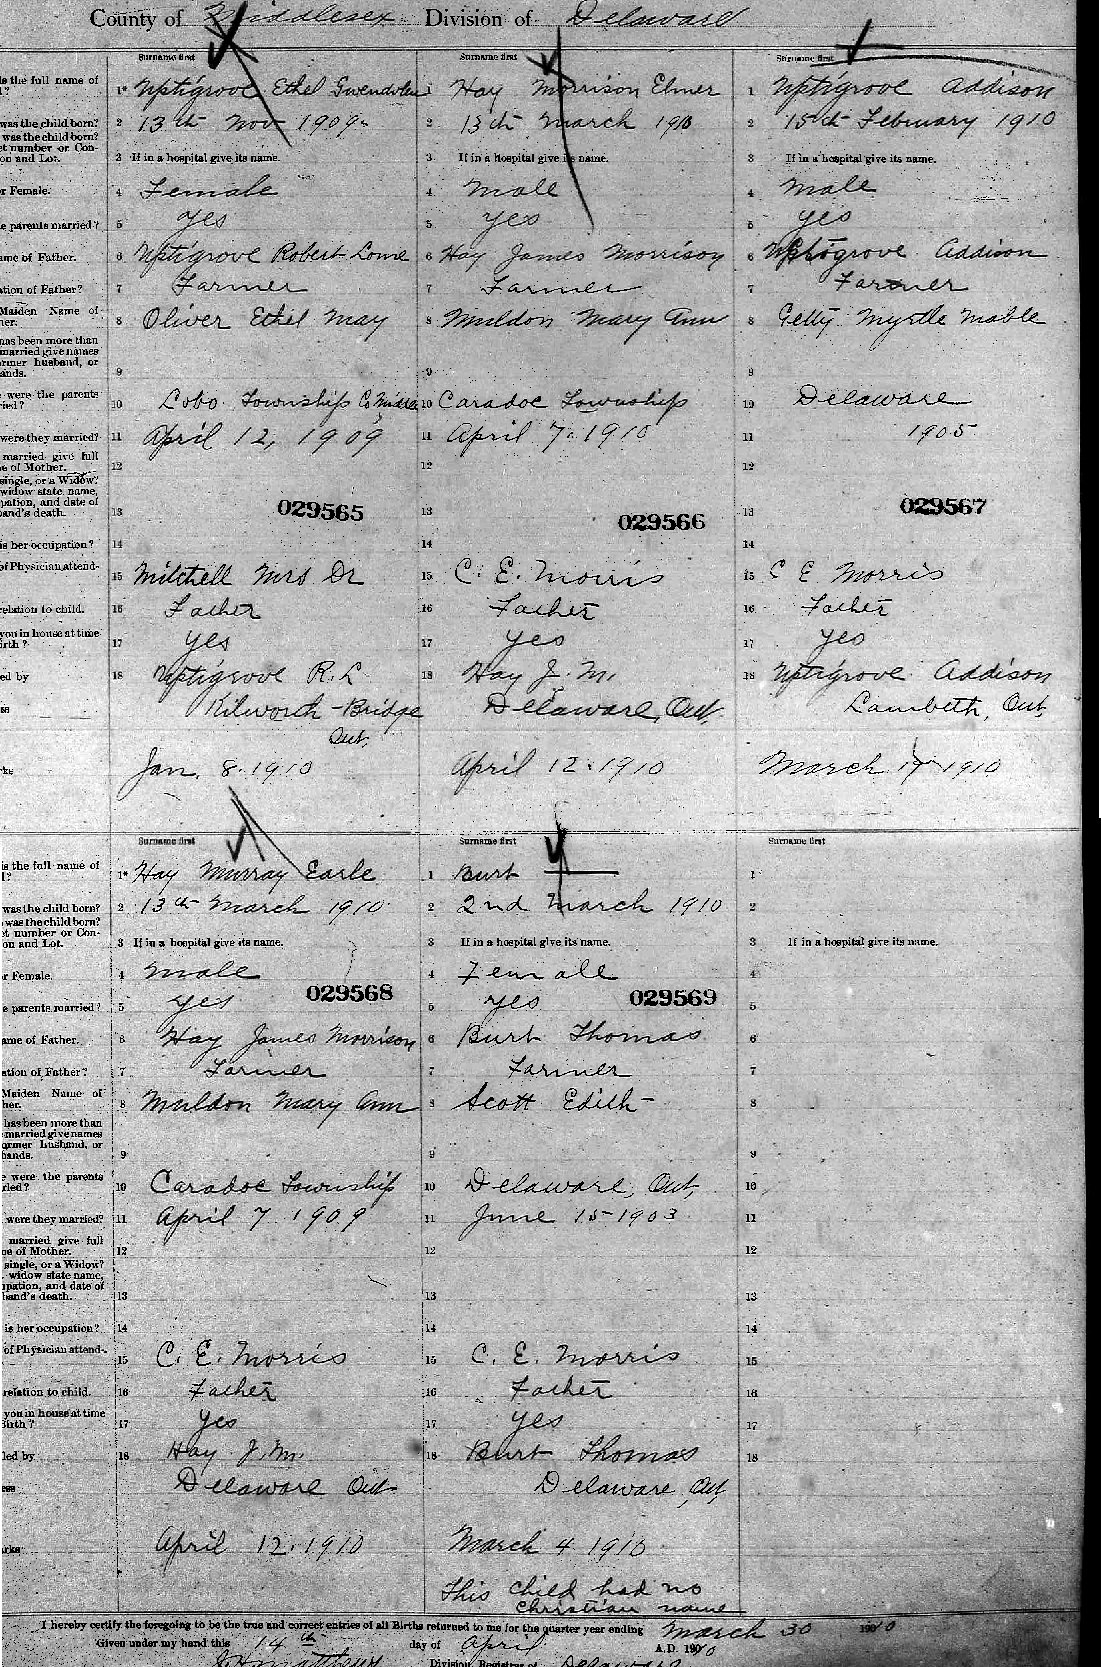 County of Middlesex Division of Delaware
Surname first Surname first Surname first
is the full name of 1 Uptigrove Ethel Gwendolen 1 Hay Morrison Elmer 1 Uptigrove Addison
was the child born? 2 13th Nov 1909 2 13th March 1910 2 15th February 1910
was the child born?
et number or Con-
on and Lot. 3 If in a hospital give its name. 3 If in a hospital give its name. 3 If in a hospital give its name.
r Female. 4 Female 4 Male 4 Male
e parents married? 5 yes 5 yes 5 yes
ame of Father. 6 Uptigrove Robert Lorne 6 Hay James Morrison 6 Uptigrove Addison
ation of Father? 7 Farmer 7 Farmer 7 Farmer
Maiden Name of
her. 8 Oliver Ethel May 8 Muldon Mary Ann 8 Getty Myrtle Mable
has been more than
married give names
ormer husband, or
ands. 9 9 9
were the parents
ried? 10 Lobo Township Co Middx 10 Caradoc Township 10 Delaware
were they married? 11 April 12, 1909 11 April 7, 1910 11 1905
married give full
ne of Mother. 12 12 12
single, or a Widow?
widow state name,
pation, and date of
band's death. 13 029565 13 029566 13 029567
is her occupation? 14 14 14
of Physician attend- 15 Mitchell Mrs Dr 15 C. E. Morris 15 C E Morris
relation to child. 16 Father 16 Father 16 Father
you in house at time
irth? 17 yes 17 yes 17 yes
ed by 18 Uptigrove R. L 18 Hay J. M. 18 Uptigrove Addison
ss Kilworth-Bridge Delaware, Ont, Lambeth, Ont,
Ont,
rks Jan. 8. 1910 April 12. 1910 March 17 1910
Surname first Surname first Surname first
is the full name of
l? 1 Hay Murray Earle 1 Burt — 1
was the child born? 2 13th March 1910 2 2nd March 1910 2
was the child born?
et number or Con-
on and Lot. 3 If in a hospital give its name. 3 If in a hospital give its name. 3 If in a hospital give its name.
r Female. 4 Male 4 Female 4
e parents married? 5 yes 029568 5 yes 029569 5
ame of Father. 6 Hay James Morrison 6 Burt Thomas 6
ation of Father? 7 Farmer 7 Farmer 7
Maiden Name of
her. 8 Muldon Mary Ann 8 Scott Edith 8
has been more than
married give names
ormer husband, or
bands. 9 9 9
were the parents
ried? 10 Caradoc Township 10 Delaware, Ont, 10
were they married? 11 April 7 1909 11 June 15 1903 11
married give full
ne of Mother. 12 12 12
single, or a Widow?
widow state name,
pation, and date of
band's death. 13 13 13
is her occupation? 14 14 14
of Physician attend- 15 C. E. Morris 15 C. E. Morris 15
relation to child. 16 Father 16 Father 16
you in house at time
Birth? 17 yes 17 yes 17
led by 18 Hay J. M. 18 Burt Thomas 18
ess Delaware Ont Delaware, Ont,
rks April 12. 1910 March 4 1910
This child had no
Christian name
I hereby certify the foregoing to be the true and correct entries of all Births returned to me for the quarter year ending March 30 1910
Given under my hand this 14th day of April A.D. 1910
Division Registrar of Delaware